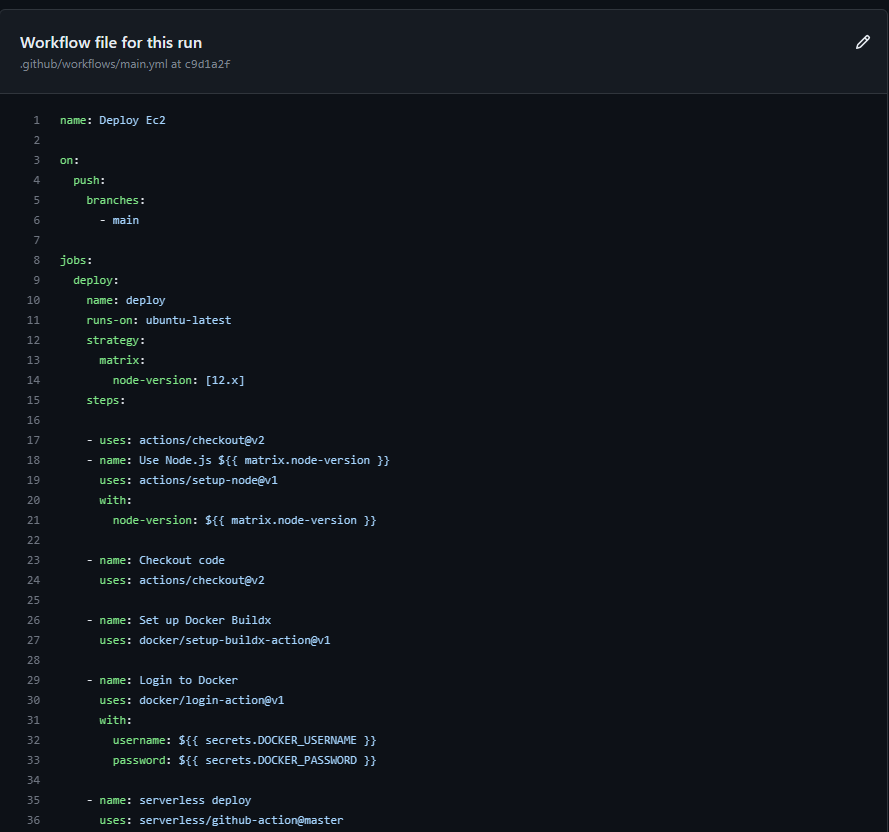 Workflow file for this run
.github/workflows/main.yml at c9d1a2f
1 name: Deploy Ec2
2
3 on:
4   push:
5     branches:
6       - main
7
8 jobs:
9   deploy:
10     name: deploy
11     runs-on: ubuntu-latest
12     strategy:
13       matrix:
14         node-version: [12.x]
15     steps:
16
17     - uses: actions/checkout@v2
18     - name: Use Node.js ${{ matrix.node-version }}
19       uses: actions/setup-node@v1
20       with:
21         node-version: ${{ matrix.node-version }}
22
23     - name: Checkout code
24       uses: actions/checkout@v2
25
26     - name: Set up Docker Buildx
27       uses: docker/setup-buildx-action@v1
28
29     - name: Login to Docker
30       uses: docker/login-action@v1
31       with:
32         username: ${{ secrets.DOCKER_USERNAME }}
33         password: ${{ secrets.DOCKER_PASSWORD }}
34
35     - name: serverless deploy
36       uses: serverless/github-action@master